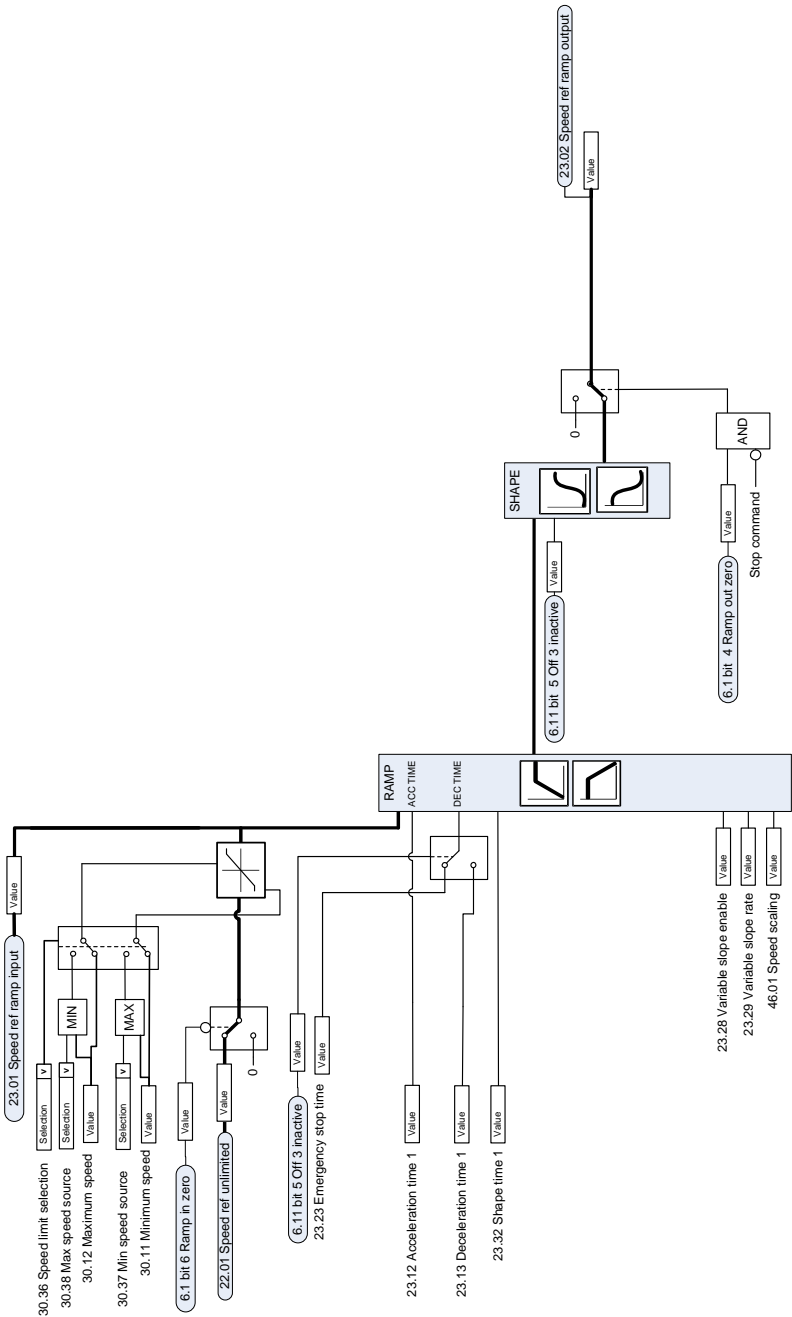 23.01 Speed ref ramp input
Value
30.36 Speed limit selection
Selection
v
30.38 Max speed source
Selection
v
30.12 Maximum speed
Value
MIN
30.37 Min speed source
Selection
v
30.11 Minimum speed
Value
MAX
6.1 bit 6 Ramp in zero
Value
22.01 Speed ref unlimited
Value
0
6.11 bit 5 Off 3 inactive
Value
23.23 Emergency stop time
Value
23.12 Acceleration time 1
Value
23.13 Deceleration time 1
Value
23.32 Shape time 1
Value
RAMP
ACC TIME
DEC TIME
23.28 Variable slope enable
Value
23.29 Variable slope rate
Value
46.01 Speed scaling
Value
SHAPE
6.11 bit 5 Off 3 inactive
Value
0
6.1 bit 4 Ramp out zero
Value
Stop command
AND
23.02 Speed ref ramp output
Value